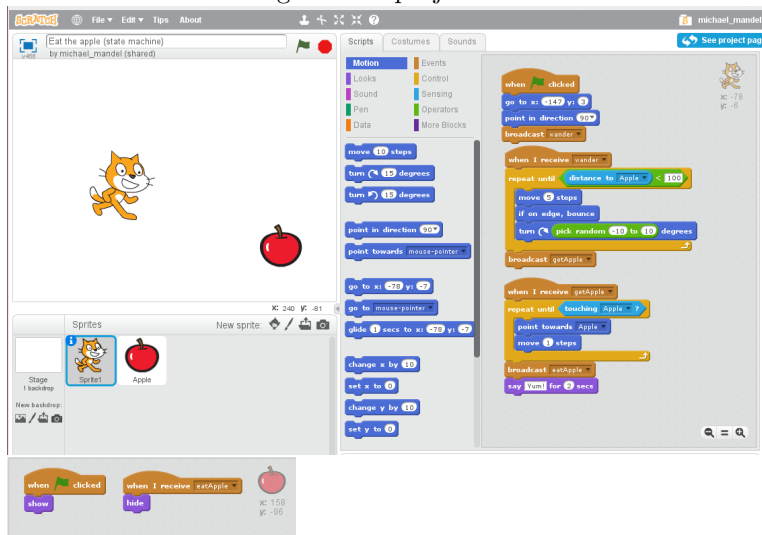 SCRATCH File Edit Tips About michael_mandel
Eat the apple (state machine)
by michael_mandel (shared)
v456
Scripts Costumes Sounds
See project pag
Motion Events
Looks Control
Sound Sensing
Pen Operators
Data More Blocks
move 10 steps
turn 15 degrees
turn 15 degrees
point in direction 90
point towards mouse-pointer
go to x: -78 y: -7
go to mouse-pointer
glide 1 secs to x: -78 y: -7
change x by 10
set x to 0
change y by 10
set y to 0
x: -78
y: -6
when clicked
go to x: -147 y: 3
point in direction 90
broadcast wander
when I receive wander
repeat until distance to Apple < 100
move 5 steps
if on edge, bounce
turn pick random -10 to 10 degrees
broadcast getApple
when I receive getApple
repeat until touching Apple ?
point towards Apple
move 1 steps
broadcast eatApple
say Yum! for 2 secs
X: 240 Y: -81
Sprites New sprite:
Stage
1 backdrop
New backdrop:
Sprite1 Apple
when clicked
show
when I receive eatApple
hide
x: 158
y: -96